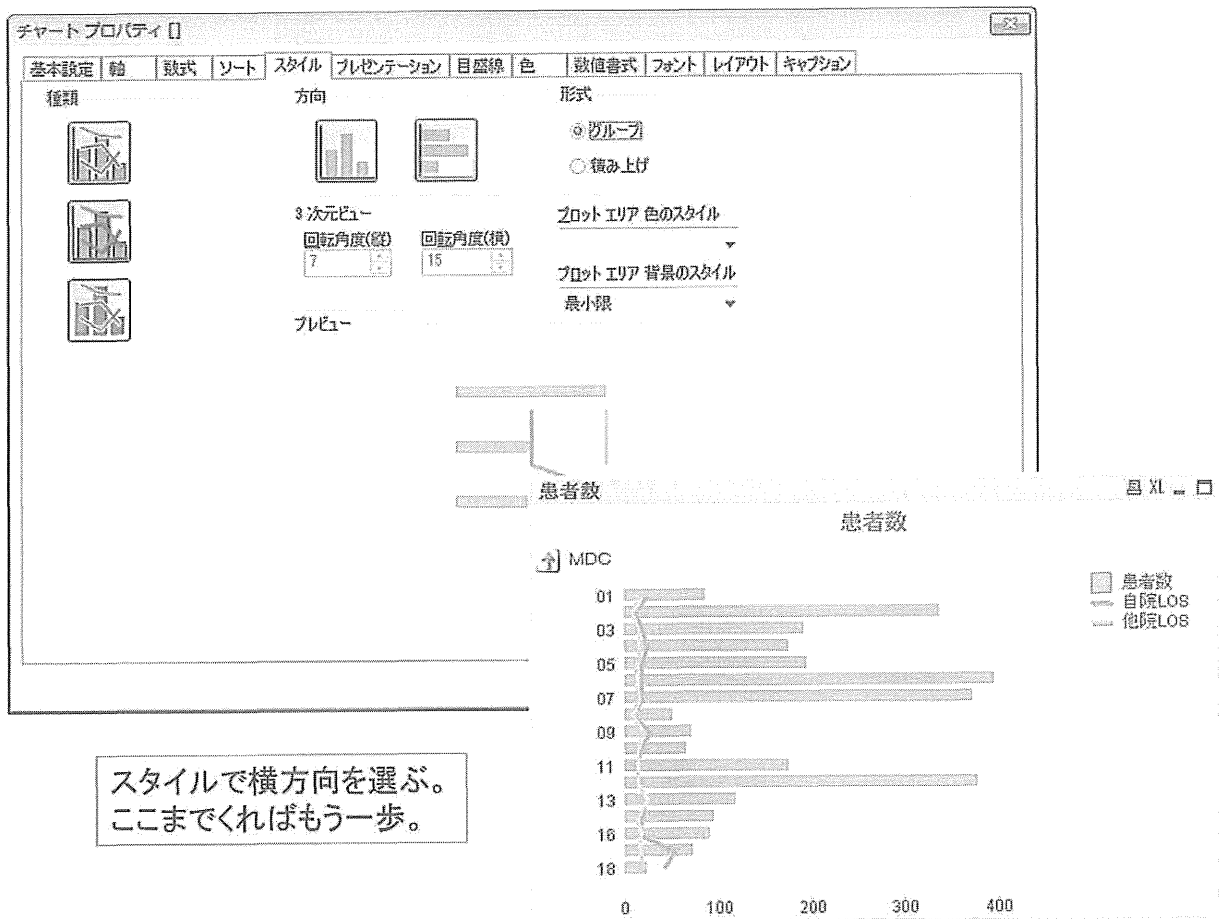 チャート プロパティ []
基本設定 軸 数式 ソート スタイル プレゼンテーション 目盛線 色 数値書式 フォント レイアウト キャプション
種類
方向
形式
グループ
積み上げ
3 次元ビュー
回転角度(縦) 回転角度(横)
7 15
プロット エリア 色のスタイル
プロット エリア 背景のスタイル
最小限
プレビュー
患者数 XL
患者数
MDC
患者数
自院LOS
他院LOS
01
03
05
07
09
11
13
16
18
0 100 200 300 400
スタイルで横方向を選ぶ。
ここまでくればもう一歩。